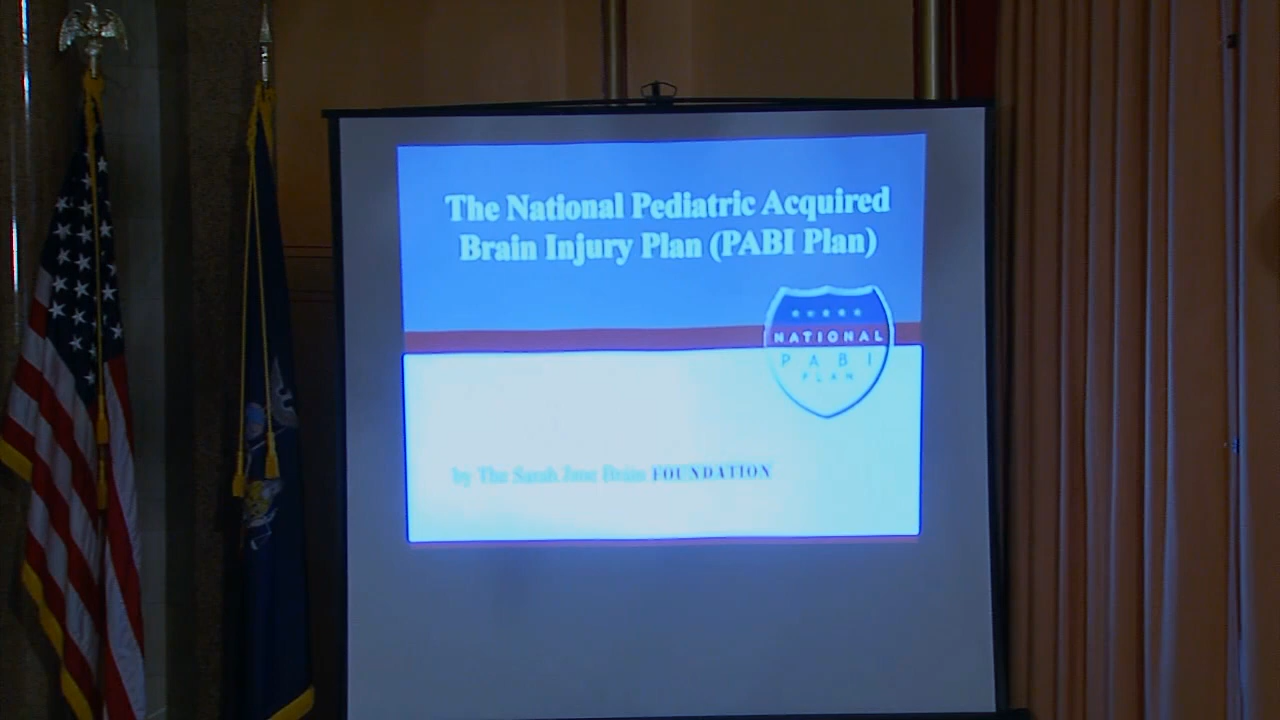 The National Pediatric Acquired
Brain Injury Plan (PABI Plan)
NATIONAL
PABI
PLAN
by The Sarah Jane Brain FOUNDATION